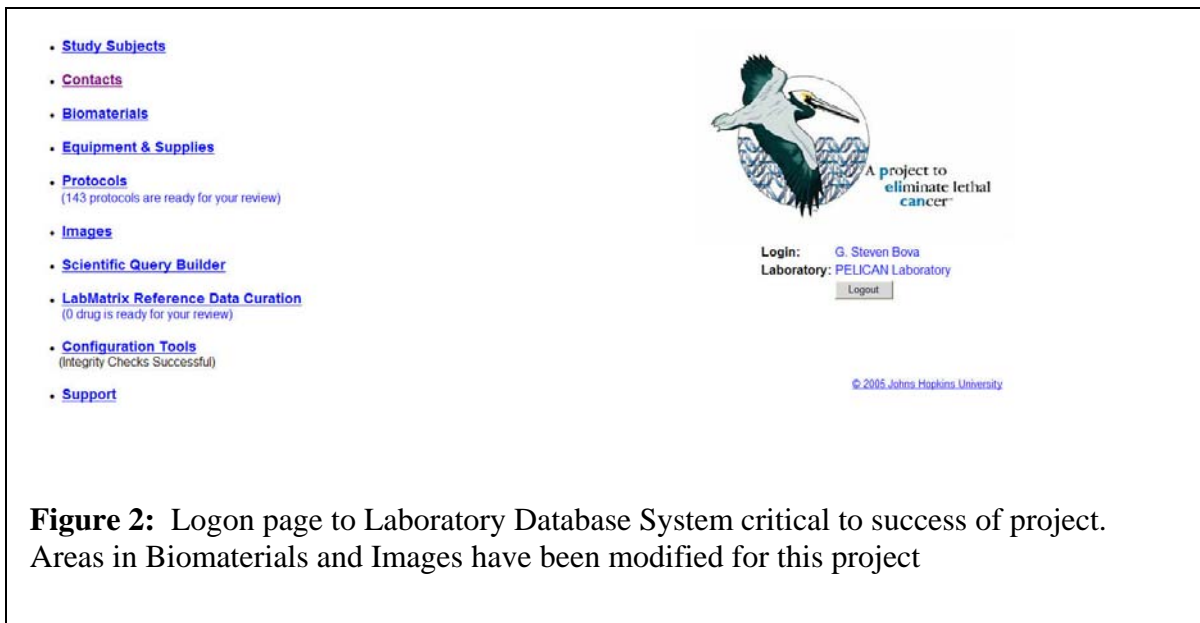 • Study Subjects
• Contacts
• Biomaterials
• Equipment & Supplies
• Protocols
(143 protocols are ready for your review)
• Images
• Scientific Query Builder
• LabMatrix Reference Data Curation
(0 drug is ready for your review)
• Configuration Tools
(Integrity Checks Successful)
• Support
A project to
eliminate lethal
cancer™
Login: G. Steven Bova
Laboratory: PELICAN Laboratory
Logout
© 2005 Johns Hopkins University
Figure 2: Logon page to Laboratory Database System critical to success of project.
Areas in Biomaterials and Images have been modified for this project